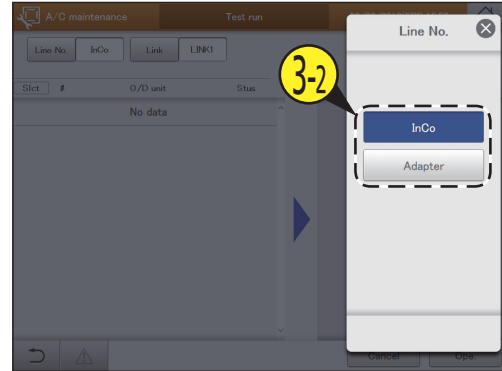 A/C maintenance Test run
Line No. InCo Link LINK1
Slct # O/D unit Stus
No data
3-2
Line No.
InCo
Adapter
Cancel Ope